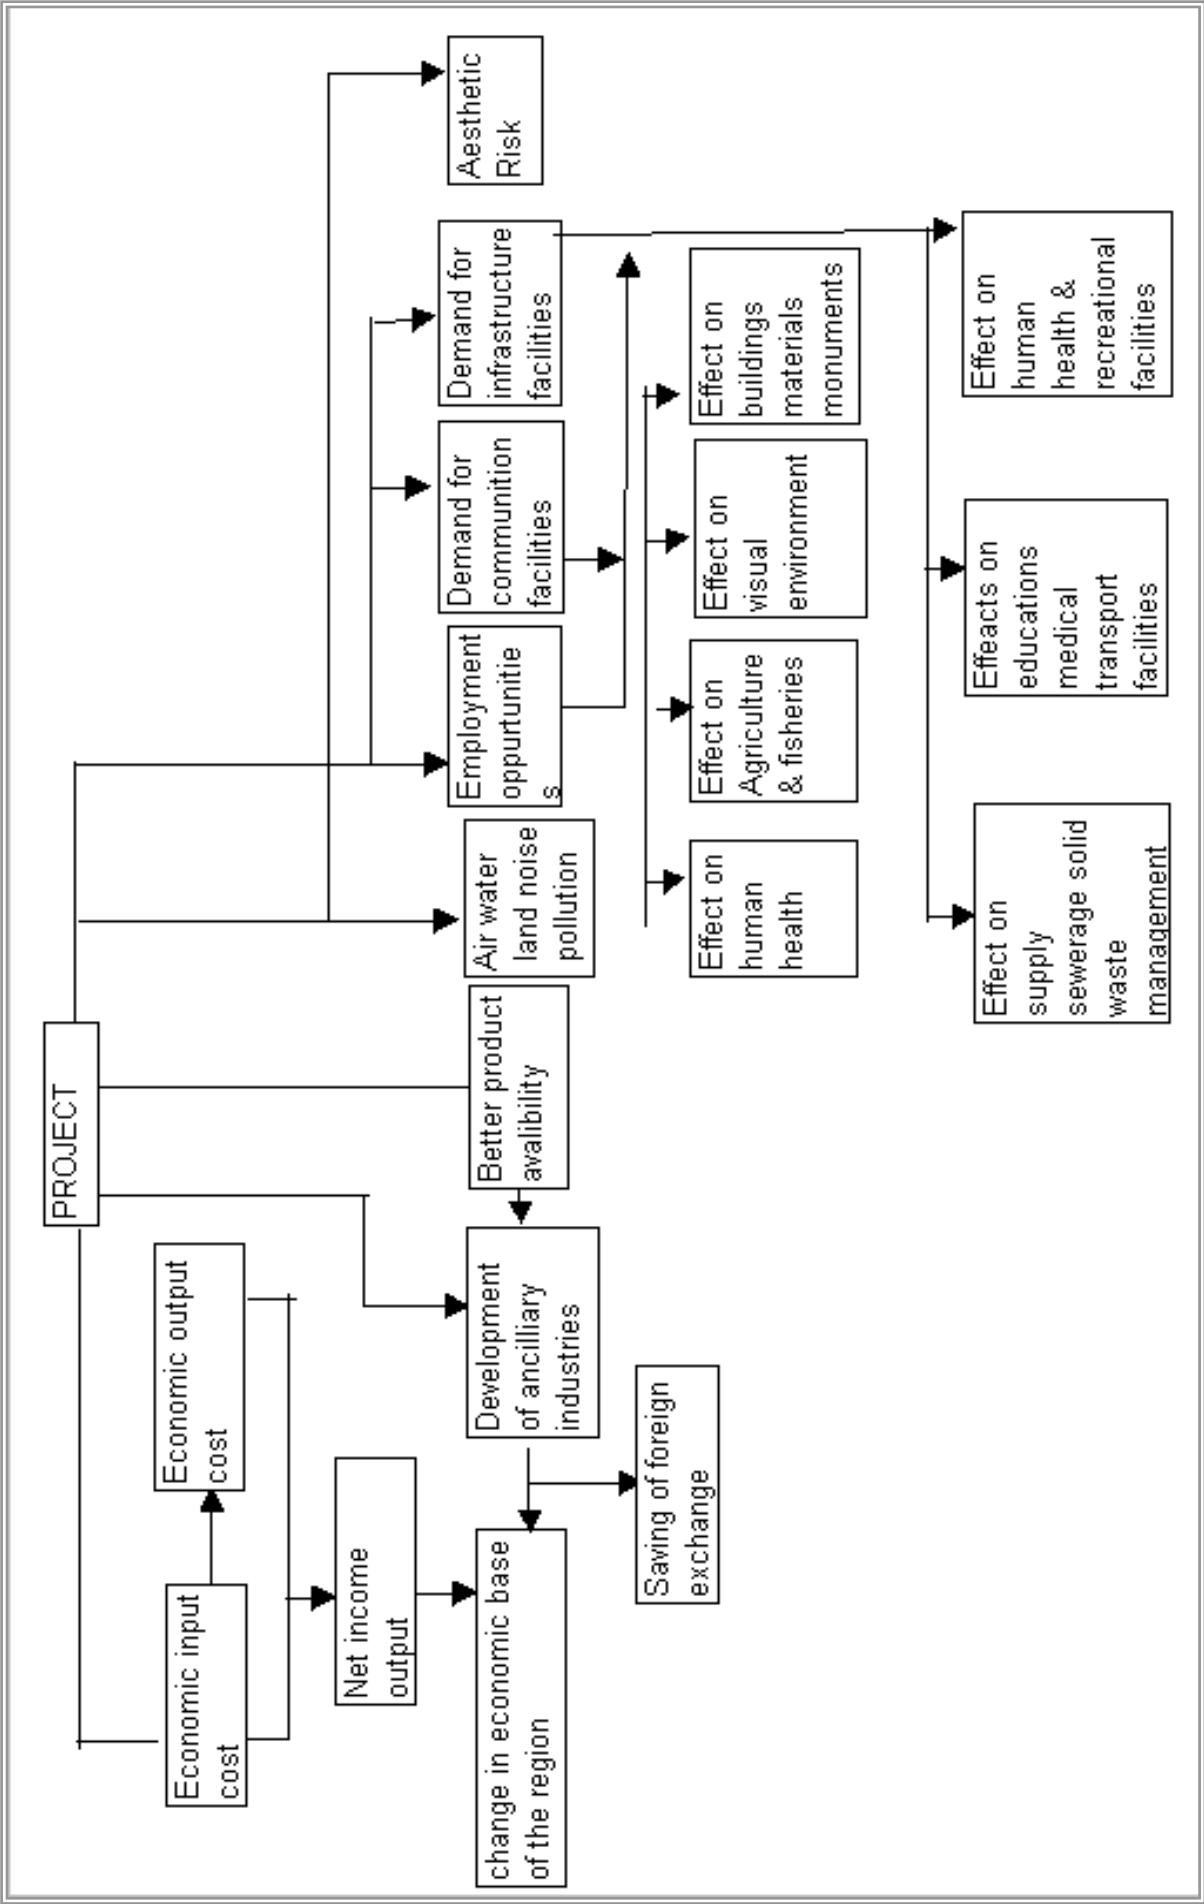 PROJECT
Economic input
cost
Economic output
cost
Net income
output
change in economic base
of the region
Development
of ancilliary
industries
Saving of foreign
exchange
Better product
avalibility
Air water
land noise
pollution
Employment
oppurtunitie
s
Demand for
communition
facilities
Demand for
infrastructure
facilities
Aesthetic
Risk
Effect on
human
health
Effect on
Agriculture
& fisheries
Effect on
visual
environment
Effect on
buildings
materials
monuments
Effect on
supply
sewerage solid
waste
management
Effeacts on
educations
medical
transport
facilities
Effect on
human
health &
recreational
facilities